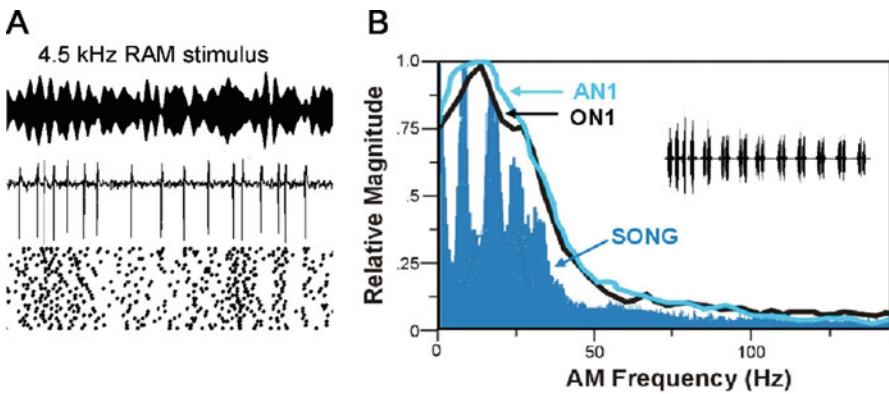 A
4.5 kHz RAM stimulus
B
Relative Magnitude
1.0
.75
.5
.25
0
AN1
ON1
SONG
0
50
100
AM Frequency (Hz)